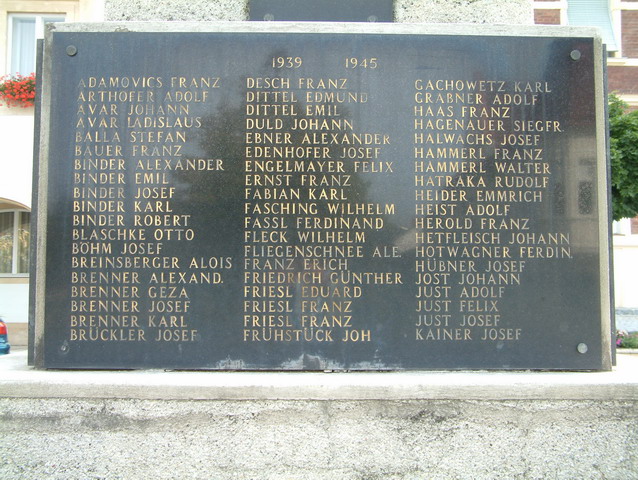 1939 1945
ADAMOVICS FRANZ
ARTHOFER ADOLF
AVAR JOHANN
AVAR LADISLAUS
BALLA STEFAN
BAUER FRANZ
BINDER ALEXANDER
BINDER EMIL
BINDER JOSEF
BINDER KARL
BINDER ROBERT
BLASCHKE OTTO
BÖHM JOSEF
BREINSBERGER ALOIS
BRENNER ALEXAND.
BRENNER GEZA
BRENNER JOSEF
BRENNER KARL
BRÜCKLER JOSEF
DESCH FRANZ
DITTEL EDMUND
DITTEL EMIL
DULD JOHANN
EBNER ALEXANDER
EDENHOFER JOSEF
ENGELMAYER FELIX
ERNST FRANZ
FABIAN KARL
FASCHING WILHELM
FASSL FERDINAND
FLECK WILHELM
FLIEGENSCHNEE ALE.
FRANZ ERICH
FRIEDRICH GÜNTHER
FRIESL EDUARD
FRIESL FRANZ
FRIESL FRANZ
FRÜHSTÜCK JOH
GACHOWETZ KARL
GRABNER ADOLF
HAAS FRANZ
HAGENAUER SIEGFR.
HALWACHS JOSEF
HAMMERL FRANZ
HAMMERL WALTER
HATRAKA RUDOLF
HEIDER EMMRICH
HEIST ADOLF
HEROLD FRANZ
HETFLEISCH JOHANN
HOTWAGNER FERDIN.
HÜBNER JOSEF
JOST JOHANN
JUST ADOLF
JUST FELIX
JUST JOSEF
KAINER JOSEF